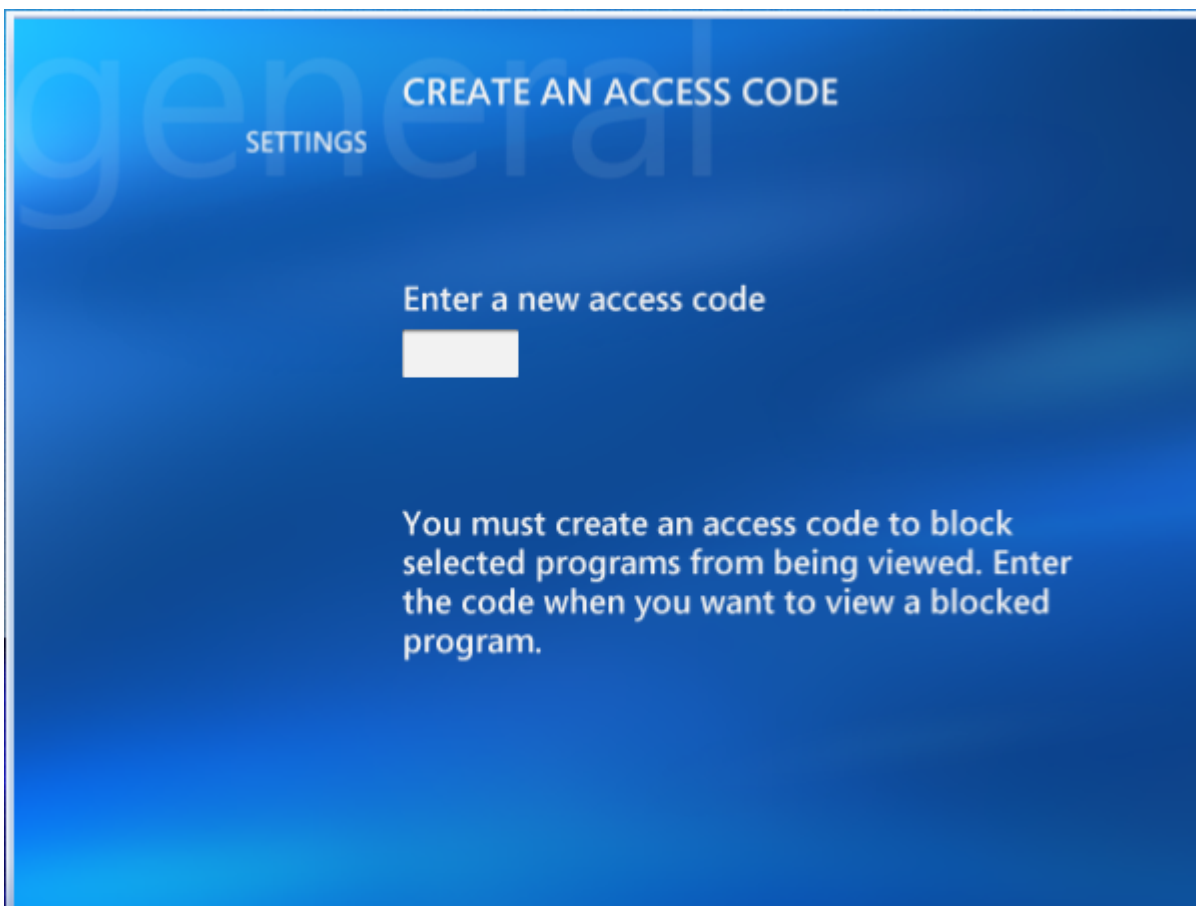 general
CREATE AN ACCESS CODE
SETTINGS
Enter a new access code
You must create an access code to block
selected programs from being viewed. Enter
the code when you want to view a blocked
program.